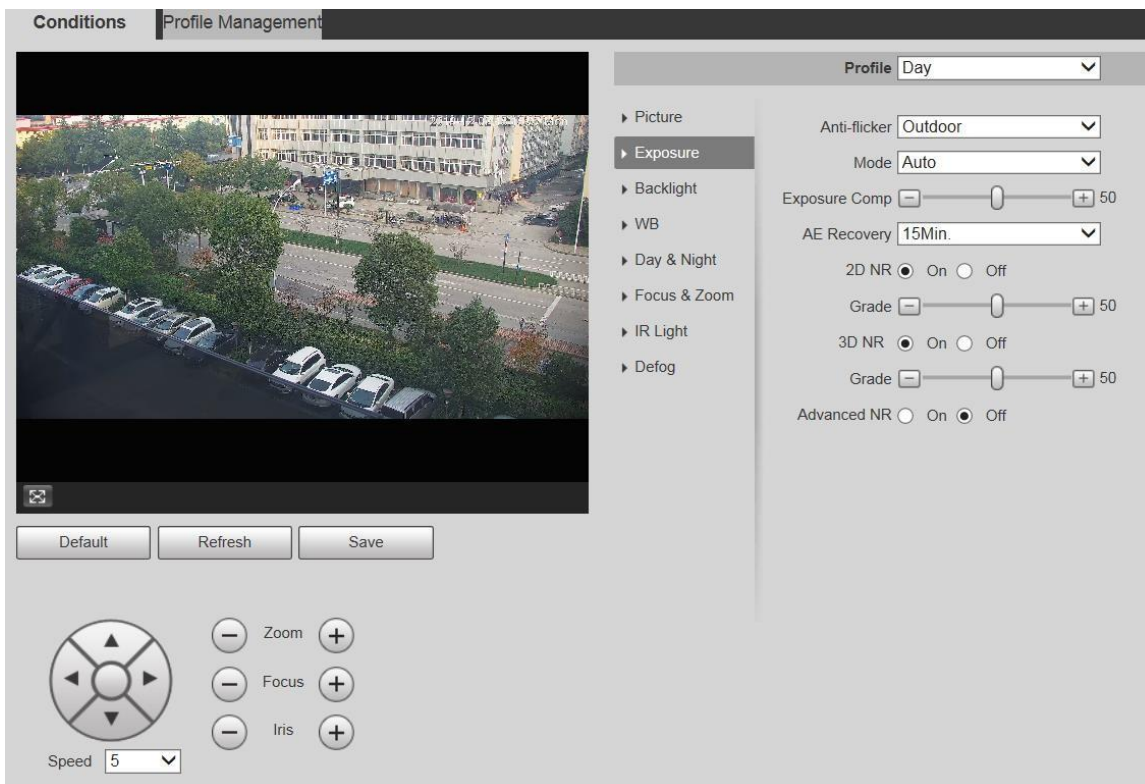 Conditions
Profile Management
Profile Day
Picture
Exposure
Backlight
WB
Day & Night
Focus & Zoom
IR Light
Defog
Anti-flicker Outdoor
Mode Auto
Exposure Comp 50
AE Recovery 15Min.
2D NR On Off
Grade 50
3D NR On Off
Grade 50
Advanced NR On Off
Default Refresh Save
Zoom
Focus
Iris
Speed 5